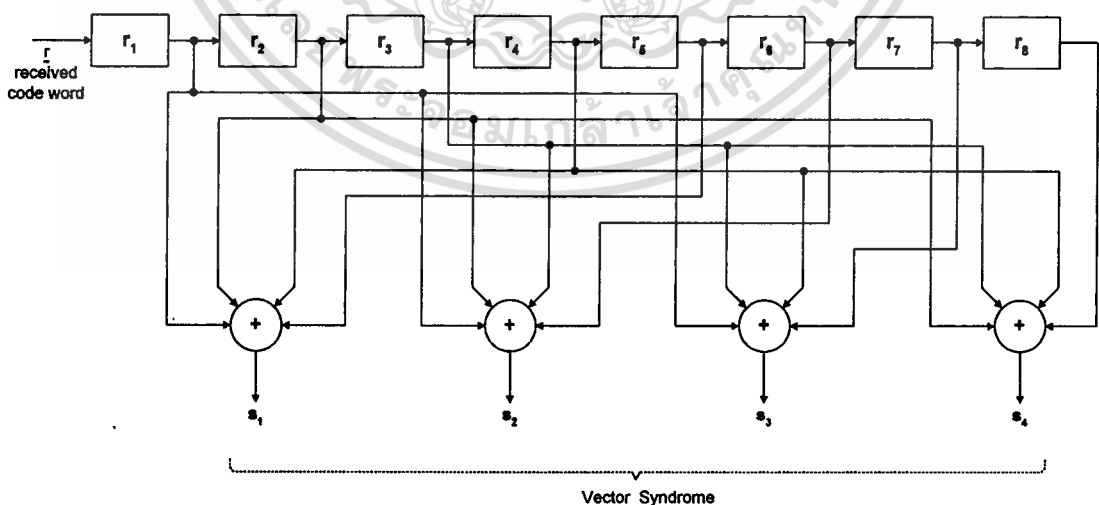 r₁ r₂ r₃ r₄ r₅ r₆ r₇ r₈
r
received
code word
+ + + +
s₁ s₂ s₃ s₄
Vector Syndrome